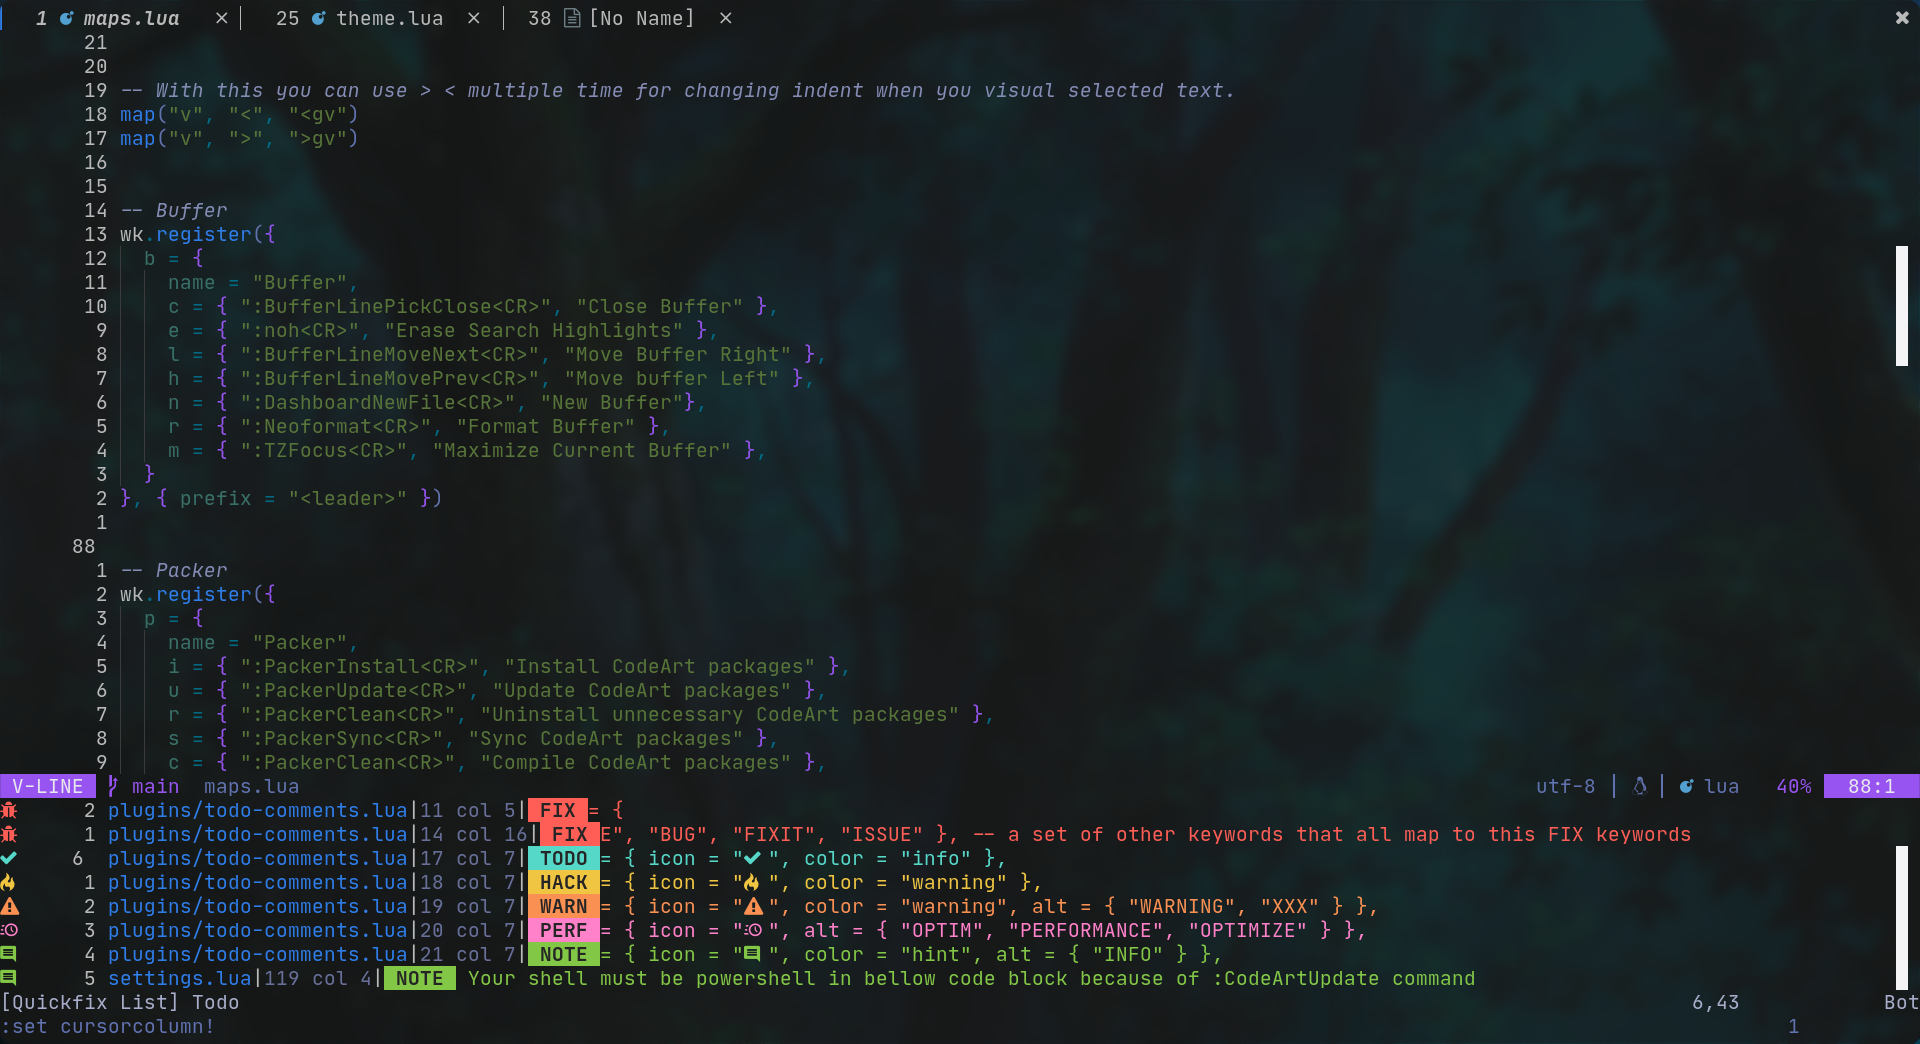 1 maps.lua × 25 theme.lua × 38 [No Name] ×
21
20
19 -- With this you can use > < multiple time for changing indent when you visual selected text.
18 map("v", "<", "<gv")
17 map("v", ">", ">gv")
16
15
14 -- Buffer
13 wk.register({
12 b = {
11 name = "Buffer",
10 c = { ":BufferLinePickClose<CR>", "Close Buffer" },
9 e = { ":noh<CR>", "Erase Search Highlights" },
8 l = { ":BufferLineMoveNext<CR>", "Move Buffer Right" },
7 h = { ":BufferLineMovePrev<CR>", "Move buffer Left" },
6 n = { ":DashboardNewFile<CR>", "New Buffer"},
5 r = { ":Neoformat<CR>", "Format Buffer" },
4 m = { ":TZFocus<CR>", "Maximize Current Buffer" },
3 }
2 }, { prefix = "<leader>" })
1
88
1 -- Packer
2 wk.register({
3 p = {
4 name = "Packer",
5 i = { ":PackerInstall<CR>", "Install CodeArt packages" },
6 u = { ":PackerUpdate<CR>", "Update CodeArt packages" },
7 r = { ":PackerClean<CR>", "Uninstall unnecessary CodeArt packages" },
8 s = { ":PackerSync<CR>", "Sync CodeArt packages" },
9 c = { ":PackerClean<CR>", "Compile CodeArt packages" },
V-LINE main maps.lua utf-8 | | lua 40% 88:1
2 plugins/todo-comments.lua|11 col 5| FIX = {
1 plugins/todo-comments.lua|14 col 16| FIX E", "BUG", "FIXIT", "ISSUE" }, -- a set of other keywords that all map to this FIX keywords
6 plugins/todo-comments.lua|17 col 7| TODO = { icon = " ", color = "info" },
1 plugins/todo-comments.lua|18 col 7| HACK = { icon = " ", color = "warning" },
2 plugins/todo-comments.lua|19 col 7| WARN = { icon = " ", color = "warning", alt = { "WARNING", "XXX" } },
3 plugins/todo-comments.lua|20 col 7| PERF = { icon = " ", alt = { "OPTIM", "PERFORMANCE", "OPTIMIZE" } },
4 plugins/todo-comments.lua|21 col 7| NOTE = { icon = " ", color = "hint", alt = { "INFO" } },
5 settings.lua|119 col 4| NOTE Your shell must be powershell in bellow code block because of :CodeArtUpdate command
[Quickfix List] Todo 6,43 Bot
:set cursorcolumn! 1